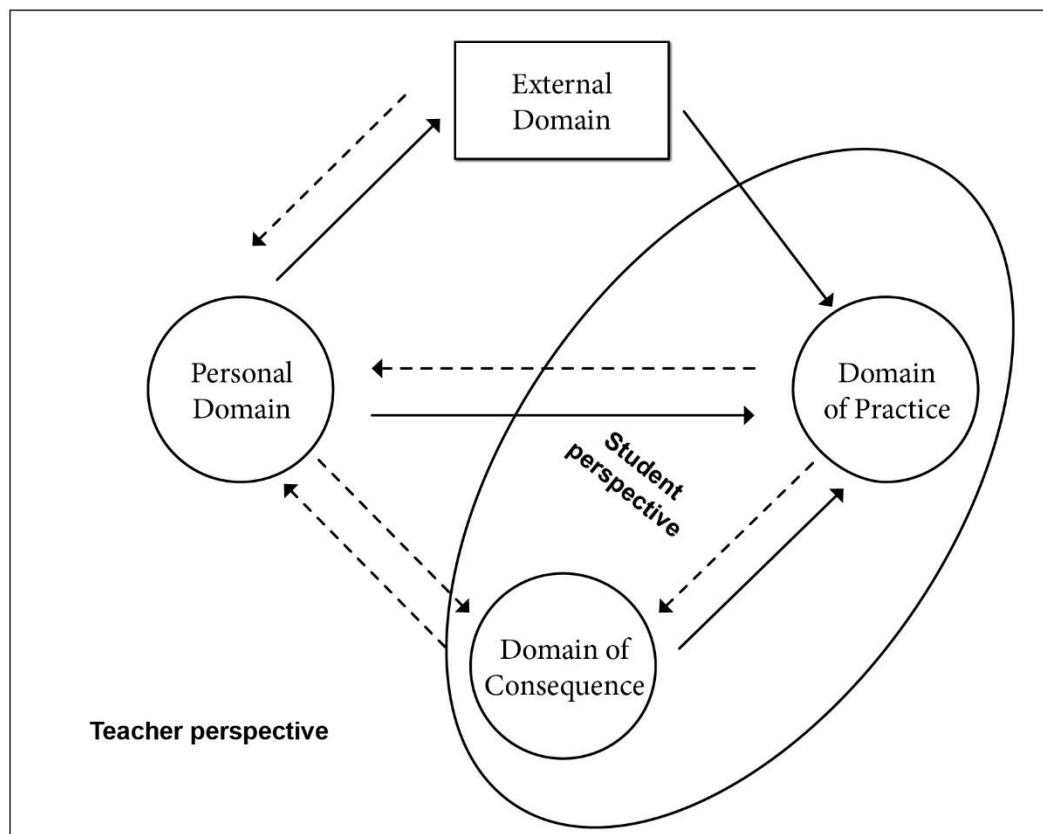 External
Domain
Personal
Domain
Domain
of Practice
Student
perspective
Domain of
Consequence
Teacher perspective